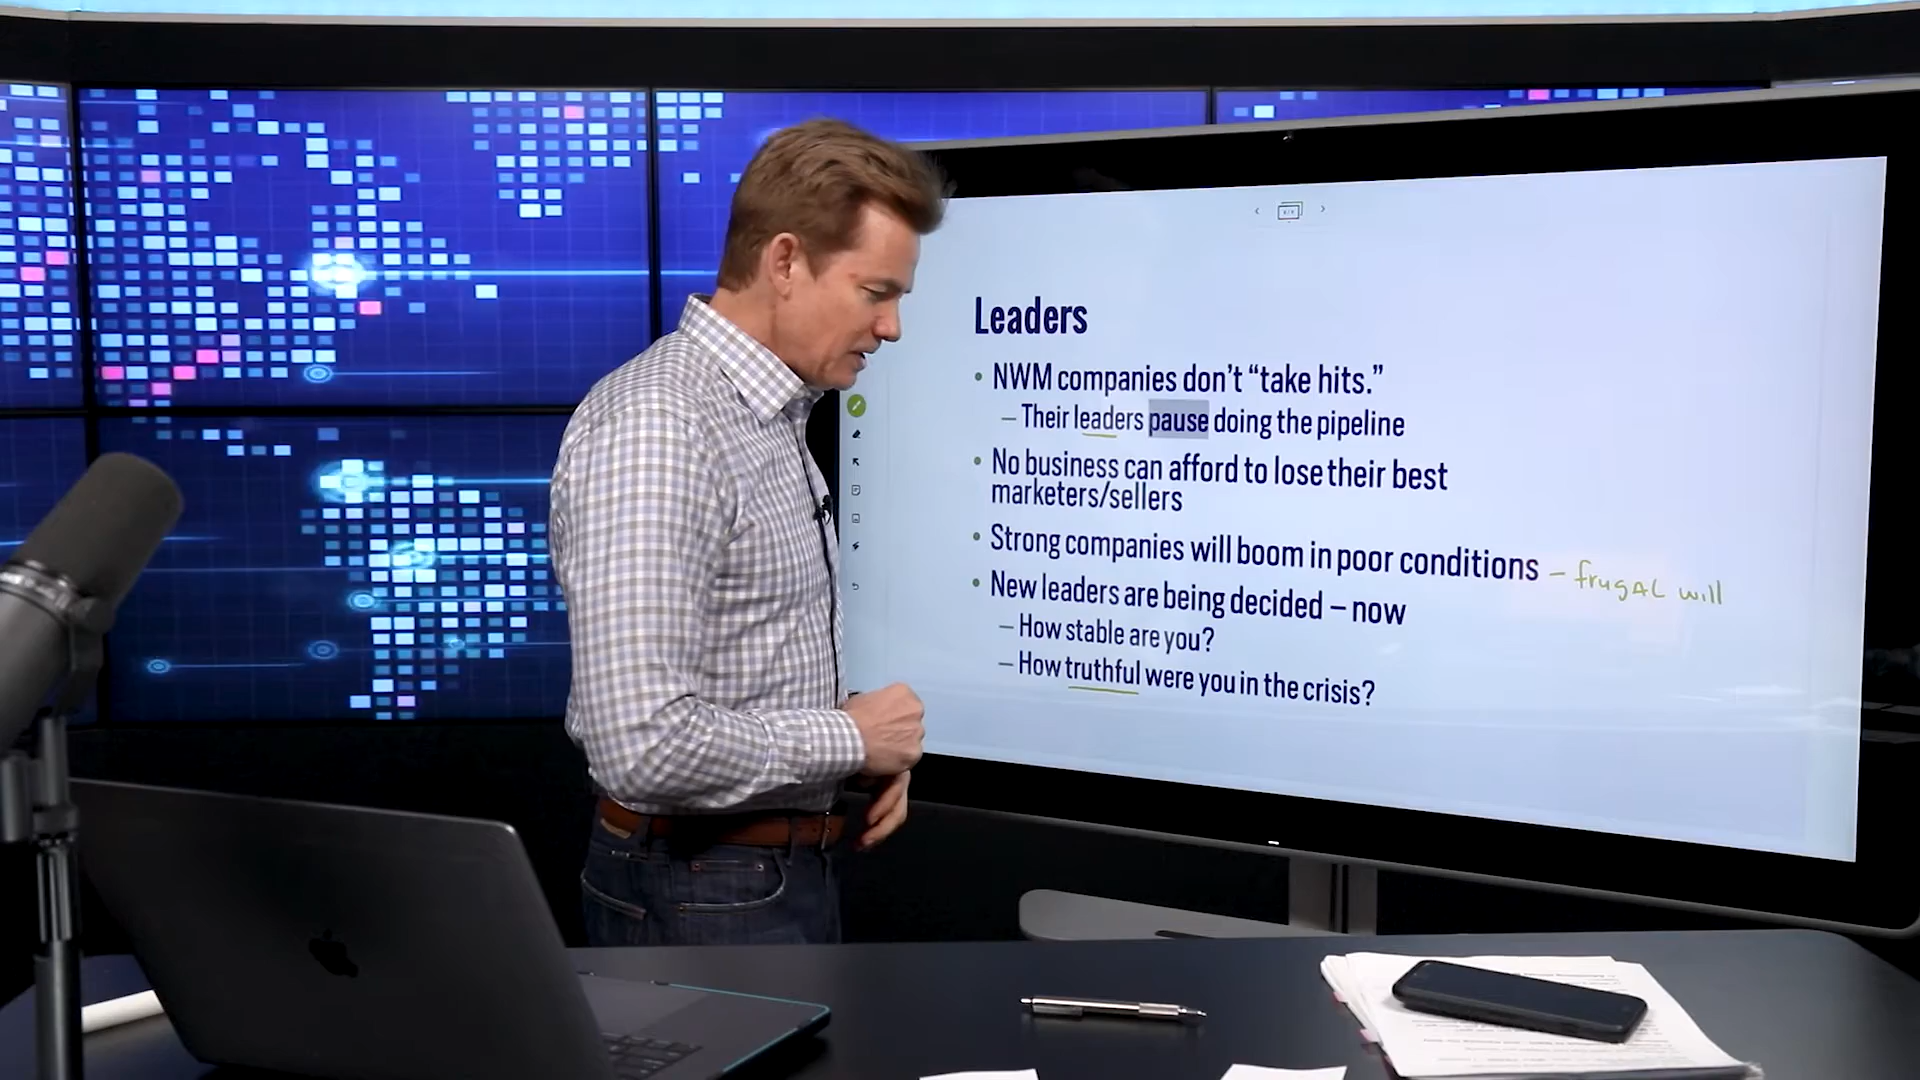 Leaders
• NWM companies don’t “take hits.”
– Their leaders pause doing the pipeline
• No business can afford to lose their best
marketers/sellers
• Strong companies will boom in poor conditions – frugAL will
• New leaders are being decided – now
– How stable are you?
– How truthful were you in the crisis?